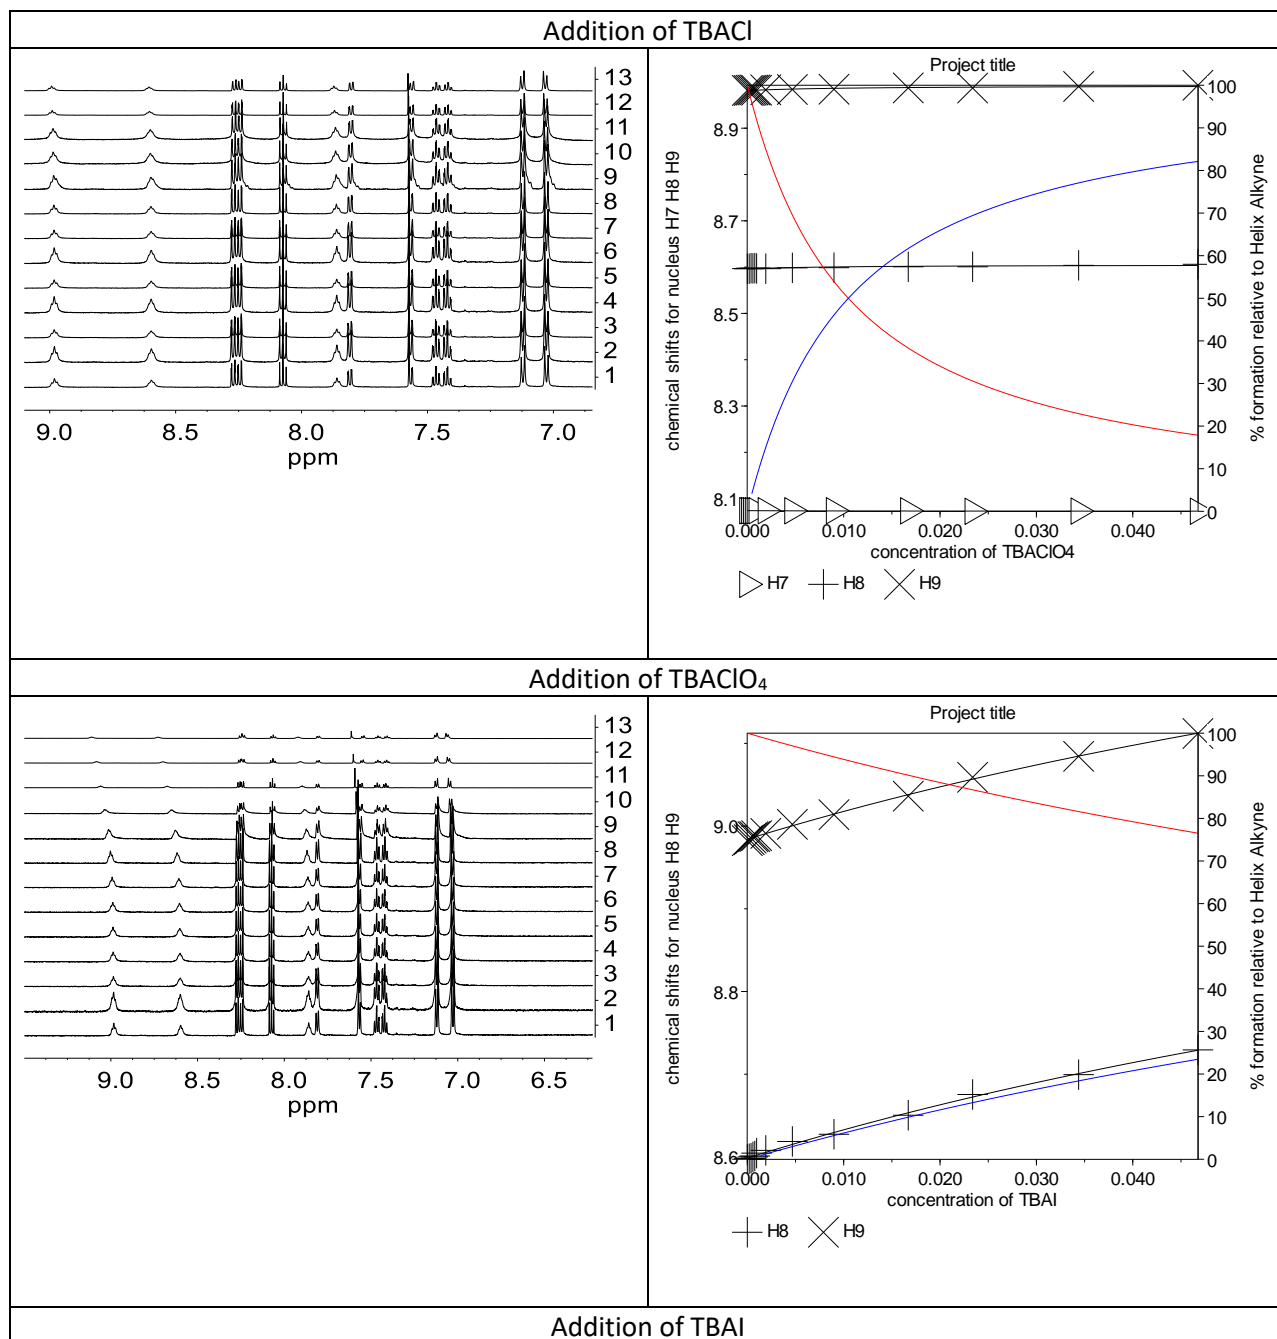 Addition of TBACl
13
12
11
10
9
8
7
6
5
4
3
2
1
9.0 8.5 8.0 7.5 7.0
ppm
Project title
8.9
8.7
8.5
8.3
8.1
chemical shifts for nucleus H7 H8 H9
100
90
80
70
60
50
40
30
20
10
0
% formation relative to Helix Alkyne
0.000 0.010 0.020 0.030 0.040
concentration of TBAClO4
H7 H8 H9
Addition of TBAClO₄
13
12
11
10
9
8
7
6
5
4
3
2
1
9.0 8.5 8.0 7.5 7.0 6.5
ppm
Project title
9.0
8.8
8.6
chemical shifts for nucleus H8 H9
100
90
80
70
60
50
40
30
20
10
0
% formation relative to Helix Alkyne
0.000 0.010 0.020 0.030 0.040
concentration of TBAI
H8 H9
Addition of TBAI